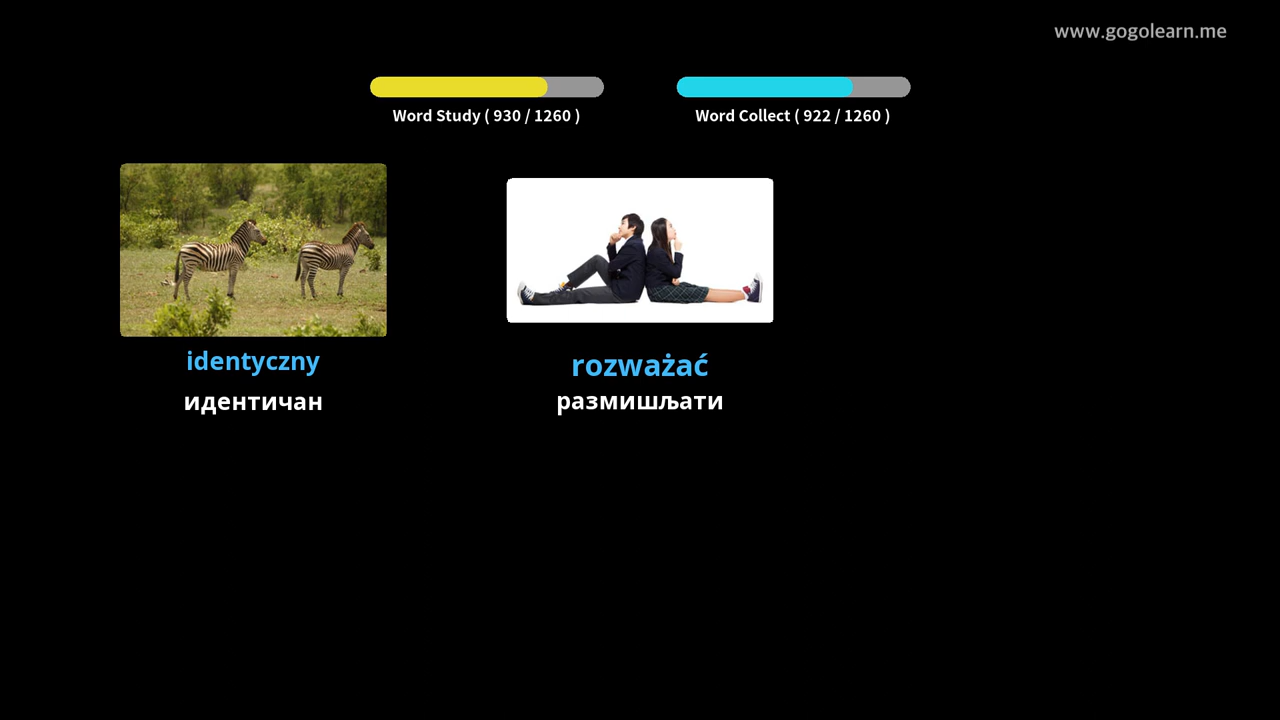 www.gogolearn.me
Word Study ( 930 / 1260 )
Word Collect ( 922 / 1260 )
identyczny
идентичан
rozważać
размишљати